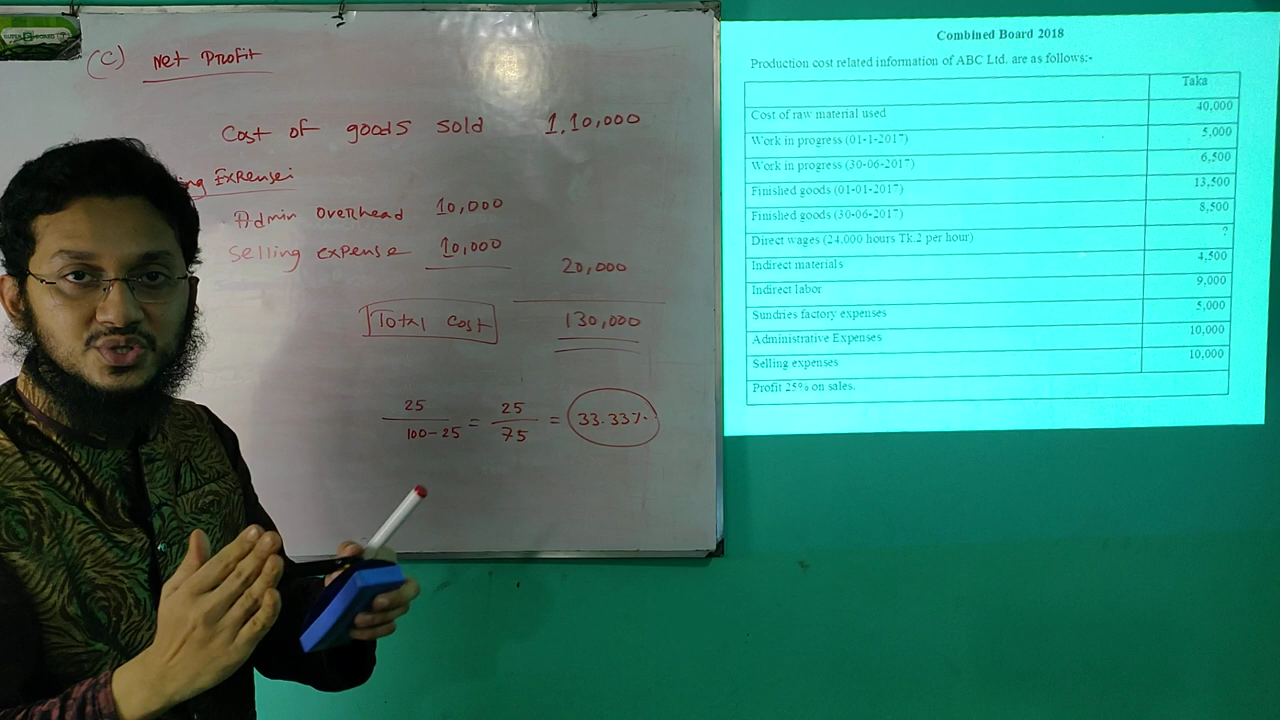 (C) Net Profit
Cost of goods sold 1,10,000
ng Expense:
Admin overhead 10,000
Selling expense 10,000
20,000
Total Cost 130,000
25 / 100-25 = 25 / 75 = 33.33%
Combined Board 2018
Production cost related information of ABC Ltd. are as follows:-
Taka
Cost of raw material used 40,000
Work in progress (01-1-2017) 5,000
Work in progress (30-06-2017) 6,500
Finished goods (01-01-2017) 13,500
Finished goods (30-06-2017) 8,500
Direct wages (24,000 hours Tk.2 per hour) ?
Indirect materials 4,500
Indirect labor 9,000
Sundries factory expenses 5,000
Administrative Expenses 10,000
Selling expenses 10,000
Profit 25% on sales.